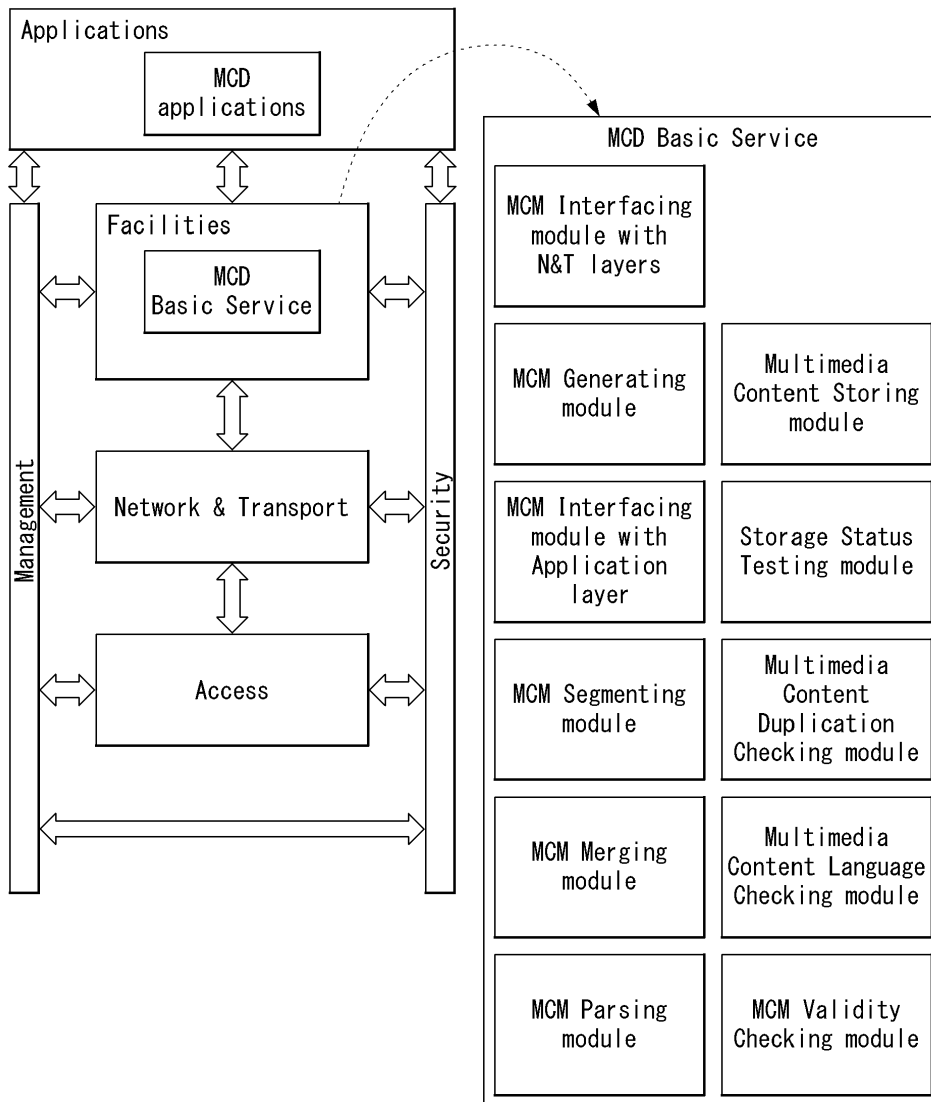 Applications
MCD
applications
Facilities
MCD
Basic Service
Network & Transport
Access
Management
Security
MCD Basic Service
MCM Interfacing
module with
N&T layers
MCM Generating
module
Multimedia
Content Storing
module
MCM Interfacing
module with
Application
layer
Storage Status
Testing module
MCM Segmenting
module
Multimedia
Content
Duplication
Checking module
MCM Merging
module
Multimedia
Content Language
Checking module
MCM Parsing
module
MCM Validity
Checking module